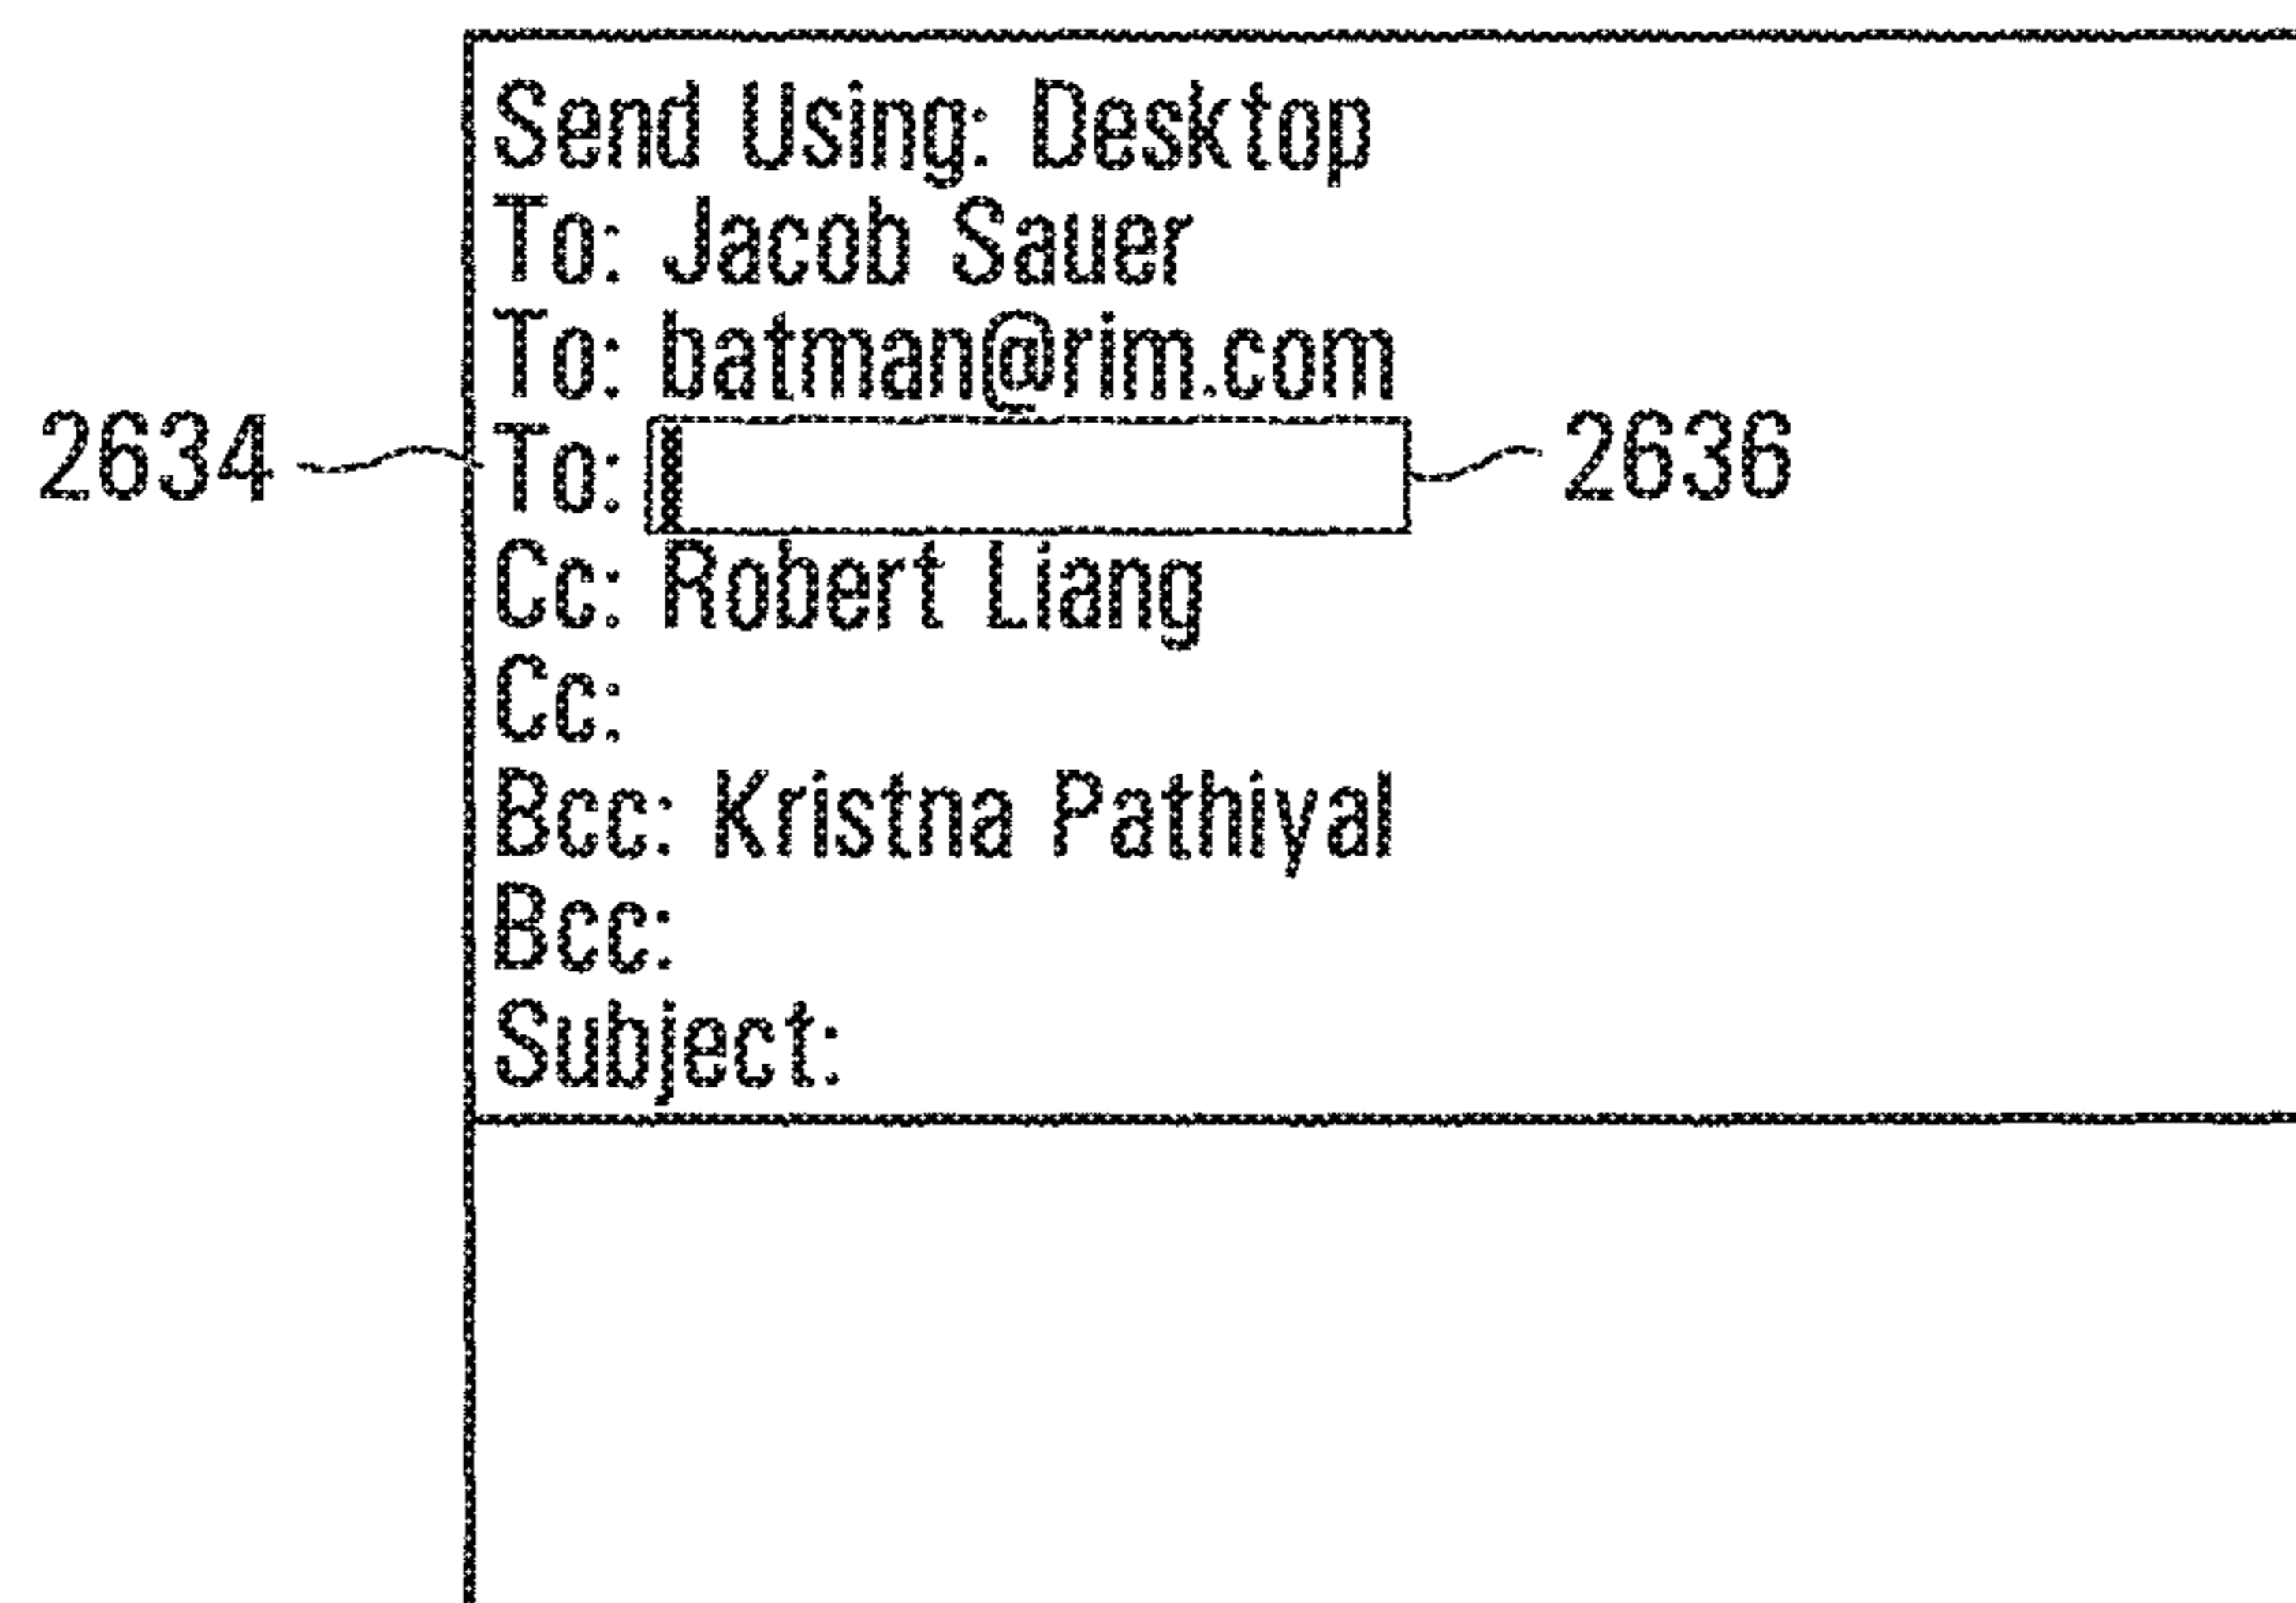 Send Using: Desktop
To: Jacob Sauer
To: batman@rim.com
2634 To: 2636
Cc: Robert Liang
Cc:
Bcc: Kristna Pathiyal
Bcc:
Subject: